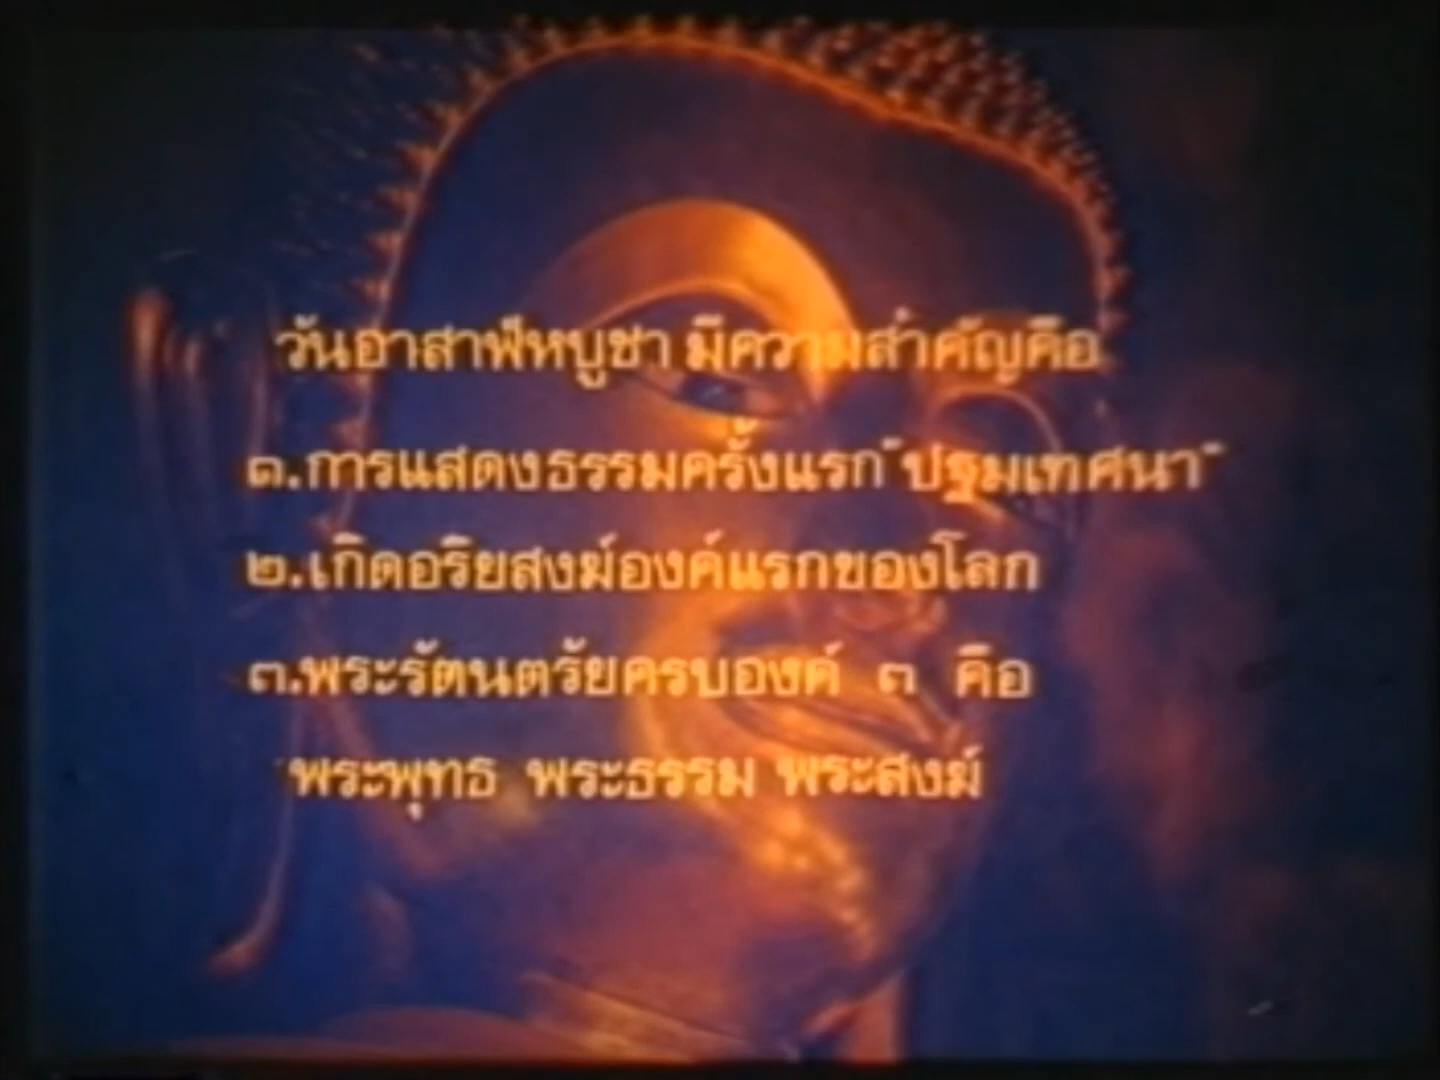 วันอาสาฬหบูชา มีความสำคัญคือ
๑.การแสดงธรรมครั้งแรก "ปฐมเทศนา"
๒.เกิดอริยสงฆ์องค์แรกของโลก
๓.พระรัตนตรัยครบองค์ ๓ คือ
พระพุทธ พระธรรม พระสงฆ์